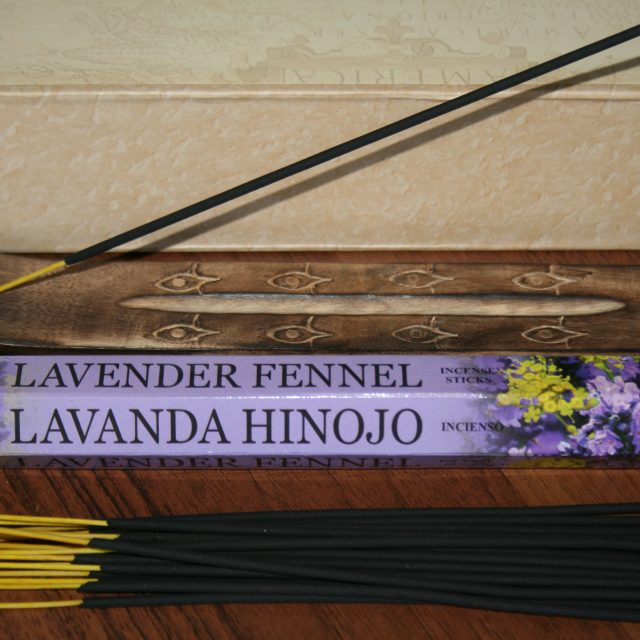 LAVENDER FENNEL
INCENSE
STICKS
LAVANDA HINOJO
INCIENSO
LAVENDER FENNEL